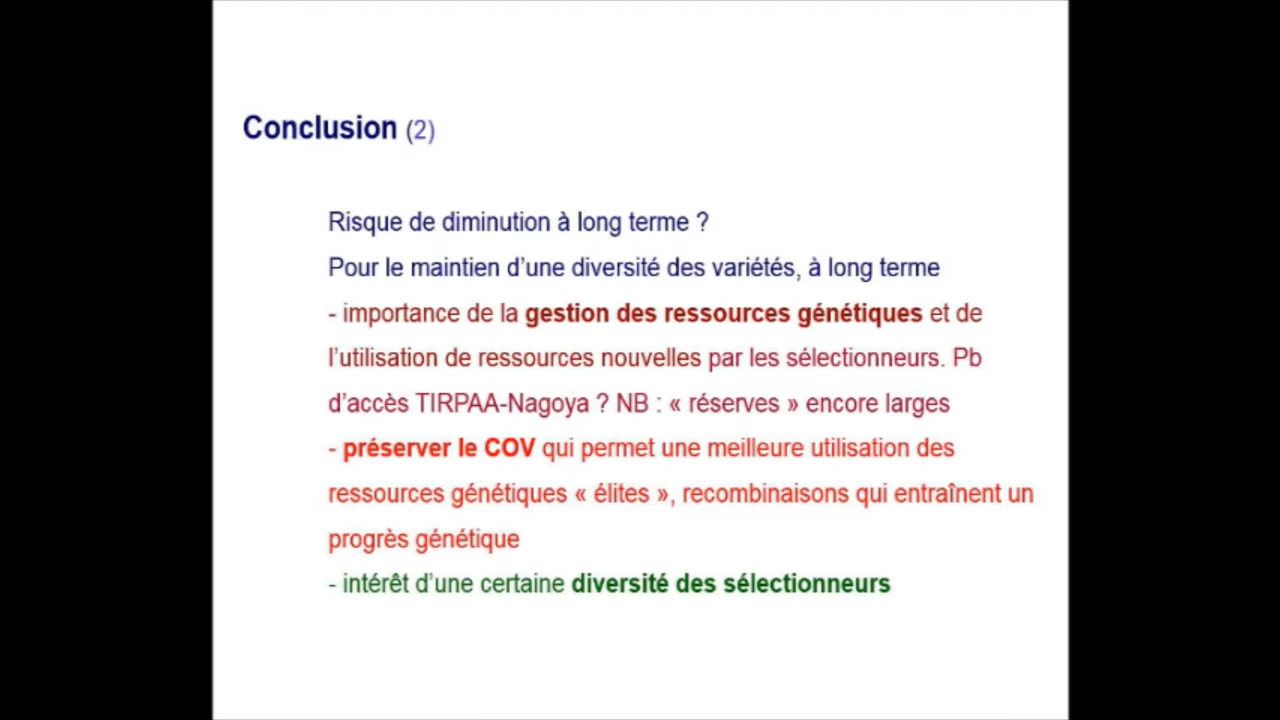 Conclusion (2)
Risque de diminution à long terme ?
Pour le maintien d’une diversité des variétés, à long terme
- importance de la gestion des ressources génétiques et de
l’utilisation de ressources nouvelles par les sélectionneurs. Pb
d’accès TIRPAA-Nagoya ? NB : « réserves » encore larges
- préserver le COV qui permet une meilleure utilisation des
ressources génétiques « élites », recombinaisons qui entraînent un
progrès génétique
- intérêt d’une certaine diversité des sélectionneurs